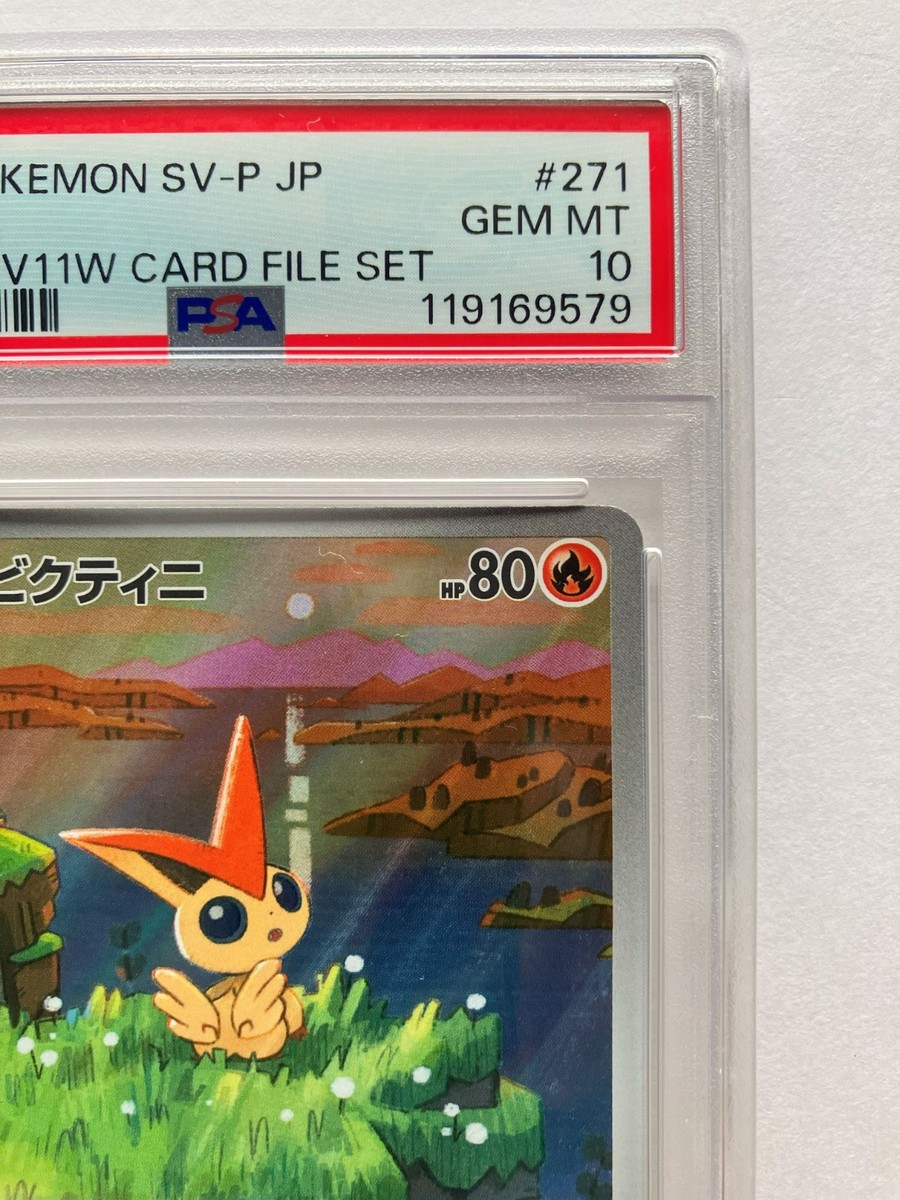 KEMON SV-P JP #271
GEM MT
V11W CARD FILE SET 10
PSA 119169579
ビクティニ HP80